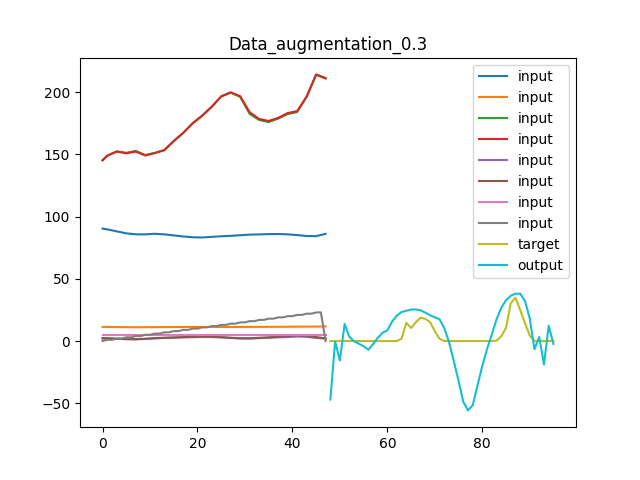 Data_augmentation_0.3
200
150
100
50
0
−50
0
20
40
60
80
input
input
input
input
input
input
input
input
target
output